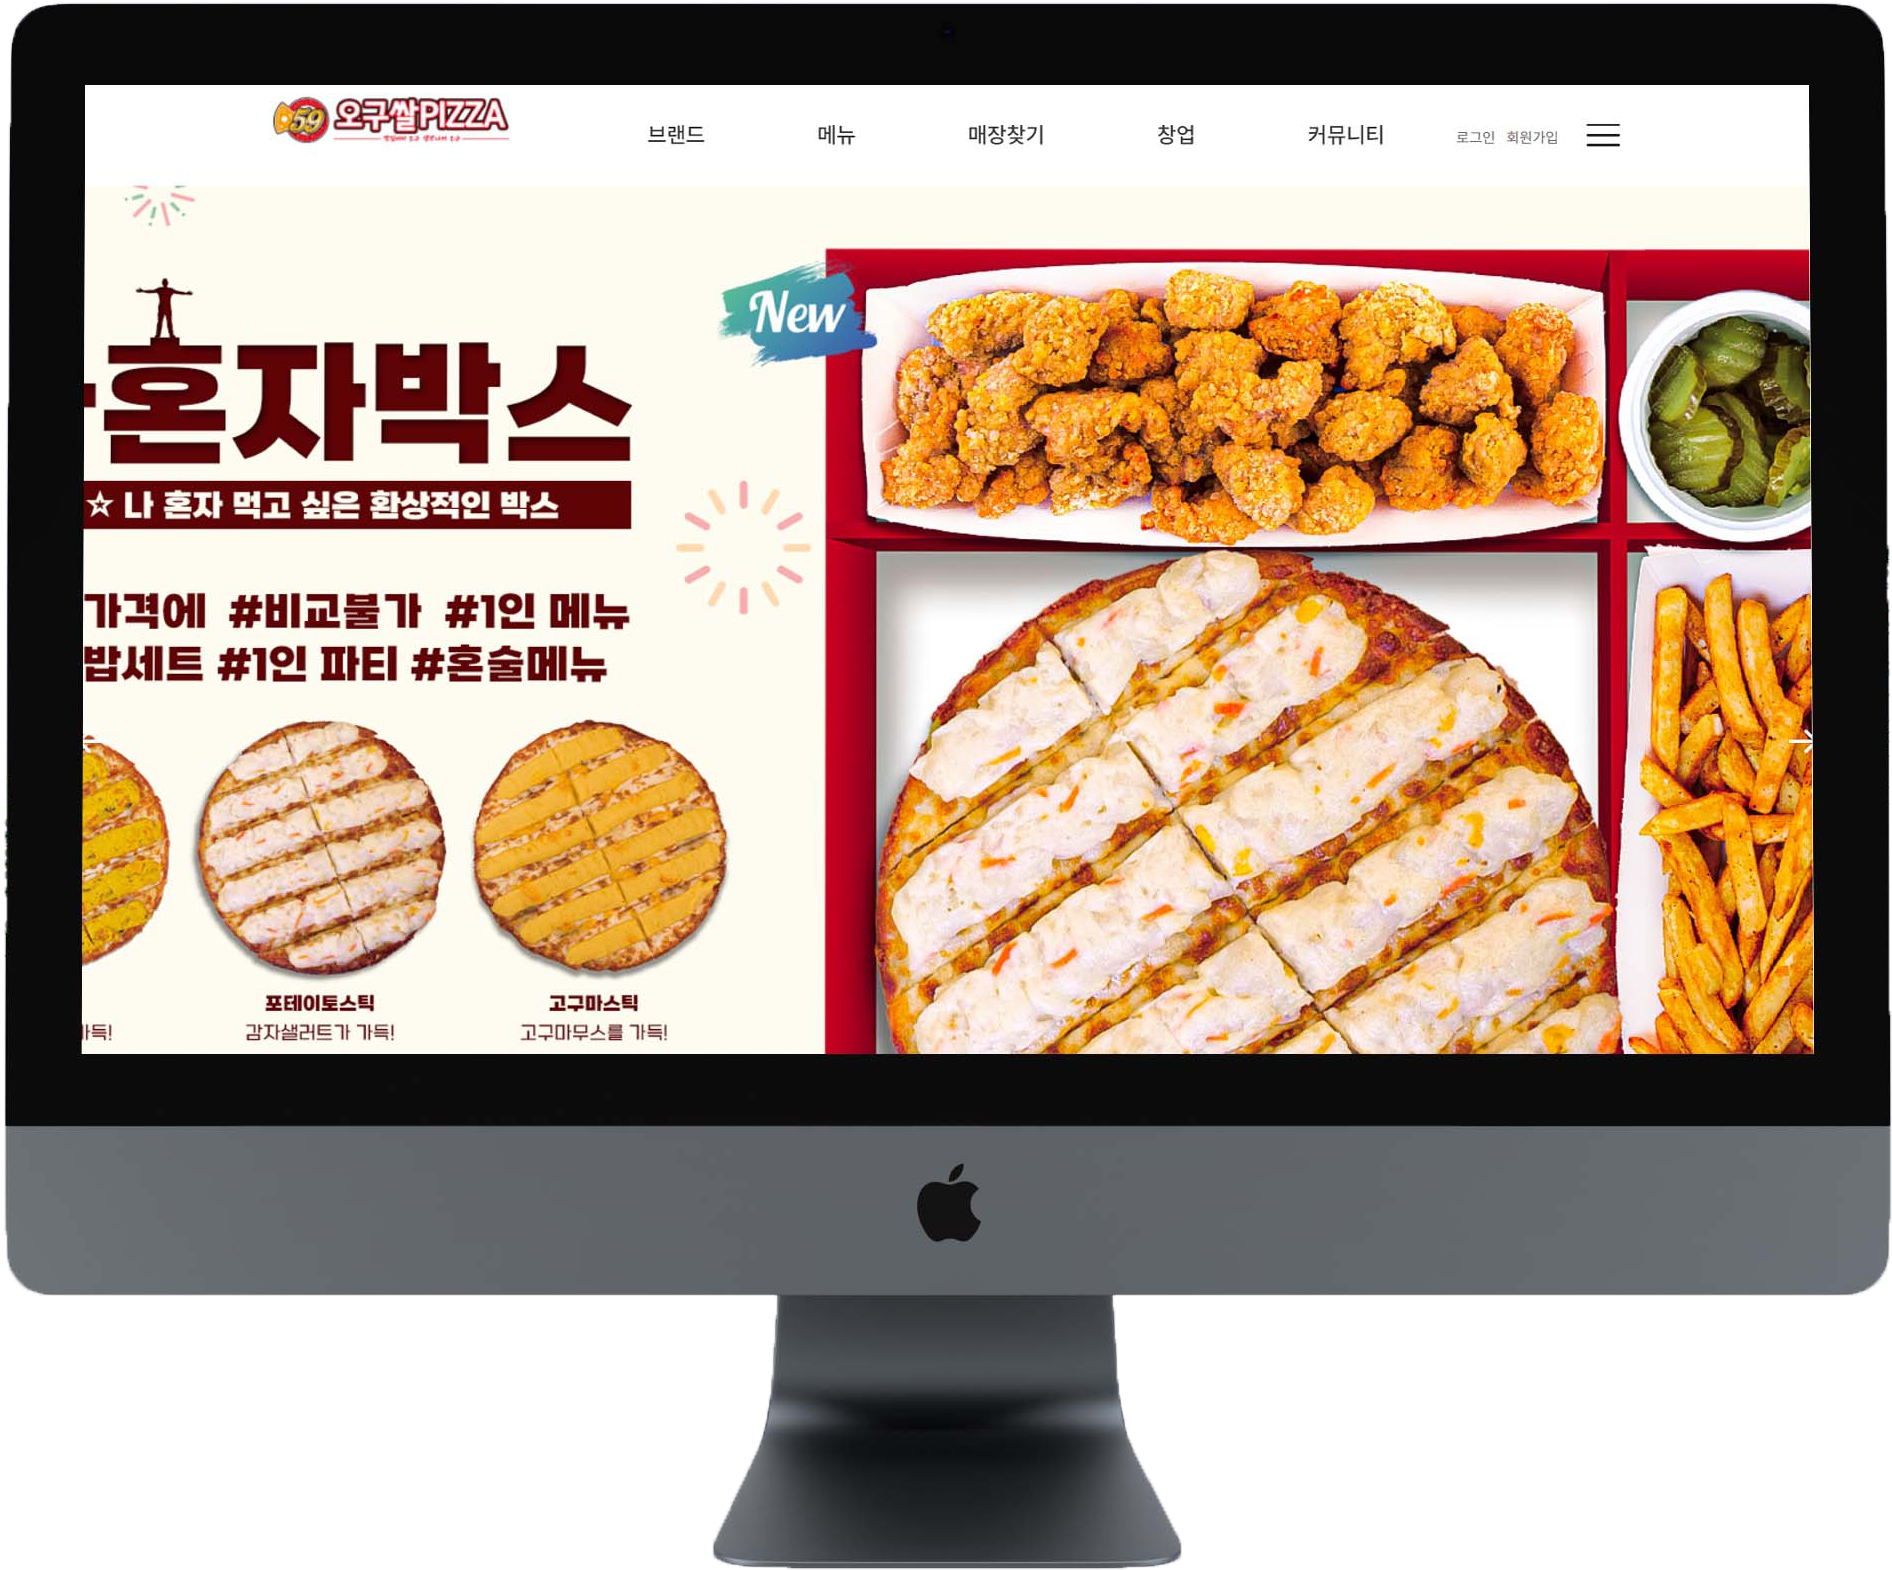 59 오구쌀PIZZA
브랜드 메뉴 매장찾기 창업 커뮤니티 로그인 회원가입
New
혼자박스
☆ 나 혼자 먹고 싶은 환상적인 박스
가격에 #비교불가 #1인 메뉴
밥세트 #1인 파티 #혼술메뉴
포테이토스틱
감자샐러드가 가득!
고구마스틱
고구마무스를 가득!
가득!